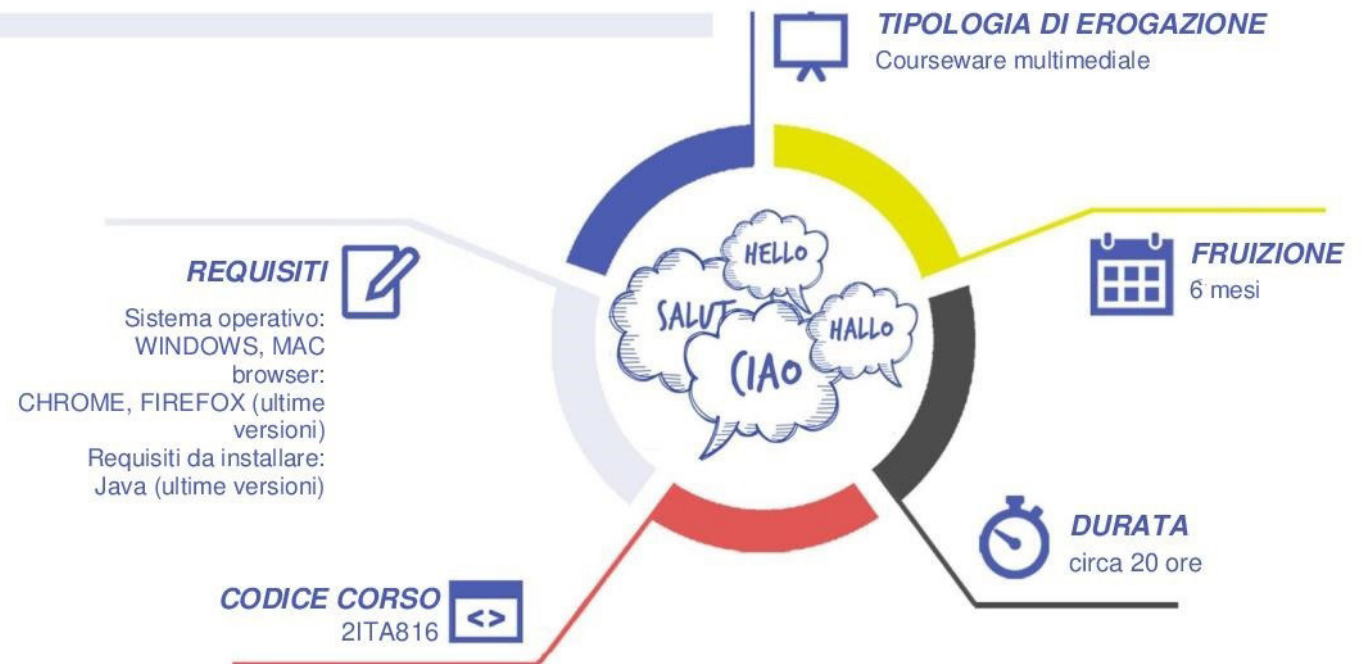 TIPOLOGIA DI EROGAZIONE
Courseware multimediale
FRUIZIONE
6 mesi
REQUISITI
Sistema operativo:
WINDOWS, MAC
browser:
CHROME, FIREFOX (ultime
versioni)
Requisiti da installare:
Java (ultime versioni)
HELLO
SALUT
HALLO
CIAO
DURATA
circa 20 ore
CODICE CORSO
2ITA816
<>